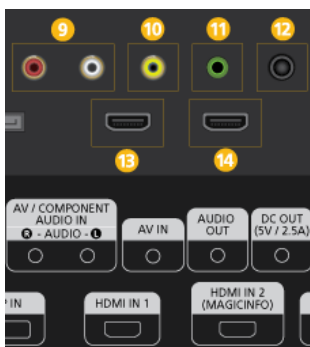 9 10 11 12
13 14
AV / COMPONENT
AUDIO IN
R - AUDIO - L
AV IN
AUDIO
OUT
DC OUT
(5V / 2.5A)
P IN
HDMI IN 1
HDMI IN 2
(MAGICINFO)